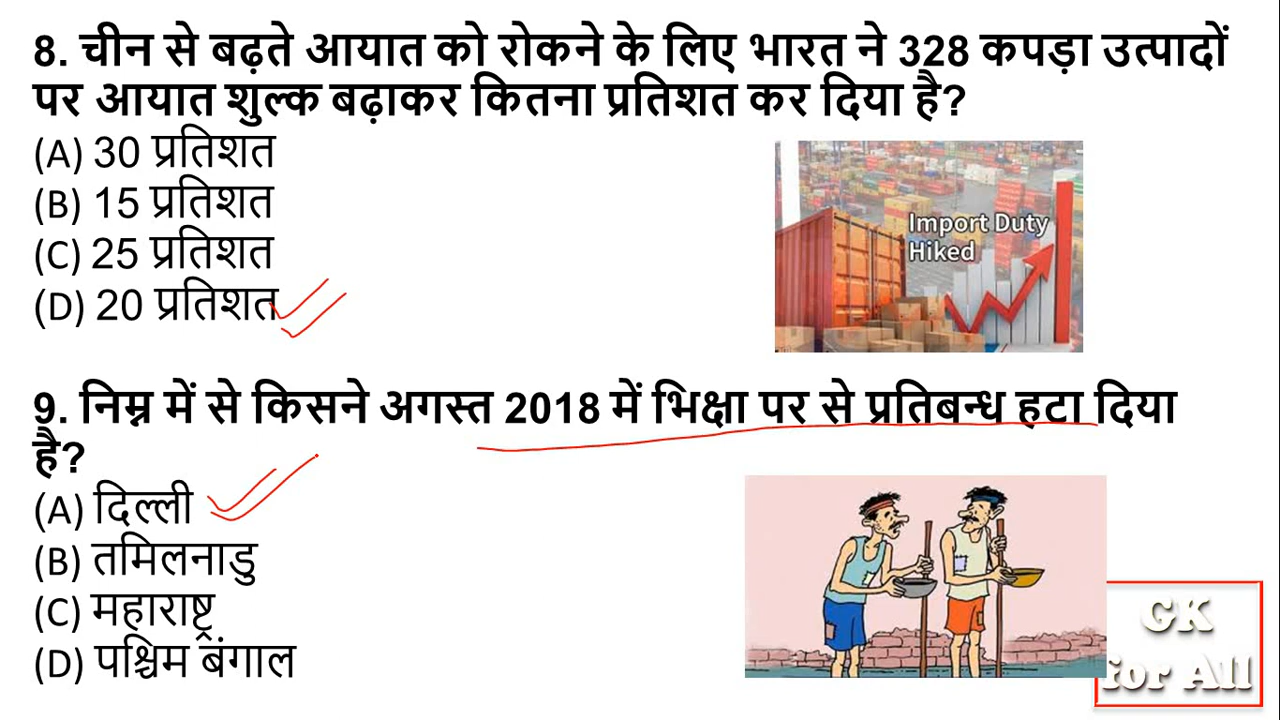 8. चीन से बढ़ते आयात को रोकने के लिए भारत ने 328 कपड़ा उत्पादों
पर आयात शुल्क बढ़ाकर कितना प्रतिशत कर दिया है?
(A) 30 प्रतिशत
(B) 15 प्रतिशत
(C) 25 प्रतिशत
(D) 20 प्रतिशत
Import Duty
Hiked
9. निम्न में से किसने अगस्त 2018 में भिक्षा पर से प्रतिबन्ध हटा दिया
है?
(A) दिल्ली
(B) तमिलनाडु
(C) महाराष्ट्र
(D) पश्चिम बंगाल
GK
for All